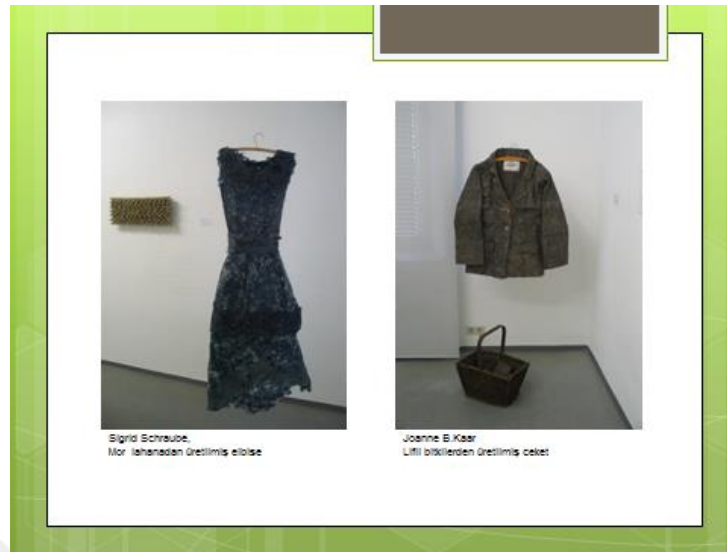 Sigrid Schraube,
Mor lahanadan üretilmiş elbise
Joanne B.Kaar
Lifli bitkilerden üretilmiş ceket